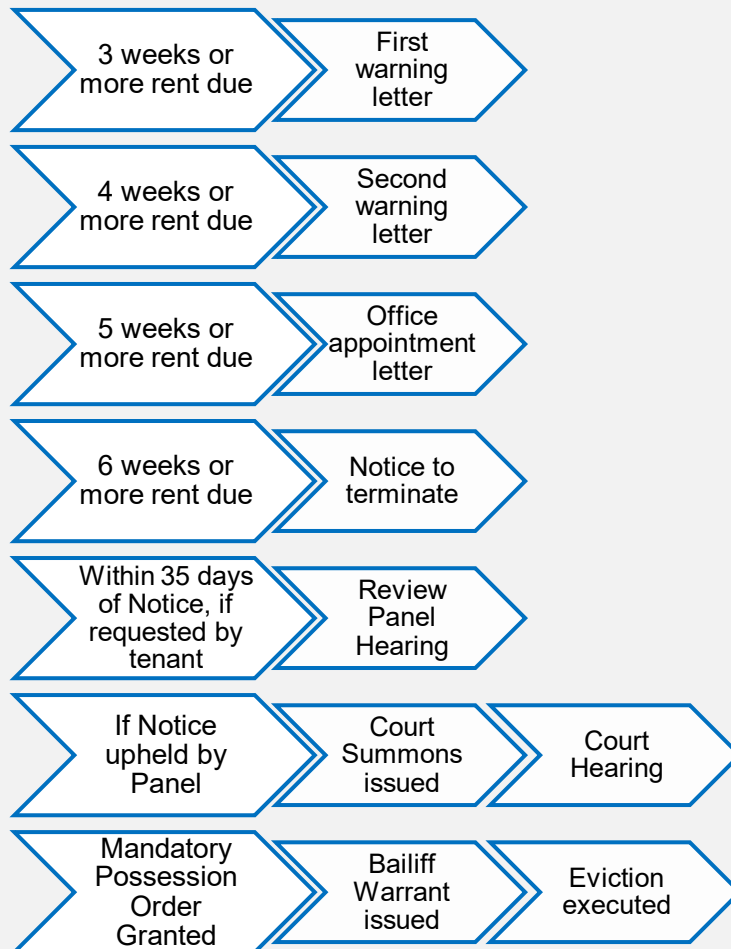 3 weeks or
more rent due
First
warning
letter
4 weeks or
more rent due
Second
warning
letter
5 weeks or
more rent due
Office
appointment
letter
6 weeks or
more rent due
Notice to
terminate
Within 35 days
of Notice, if
requested by
tenant
Review
Panel
Hearing
If Notice
upheld by
Panel
Court
Summons
issued
Court
Hearing
Mandatory
Possession
Order
Granted
Bailiff
Warrant
issued
Eviction
executed